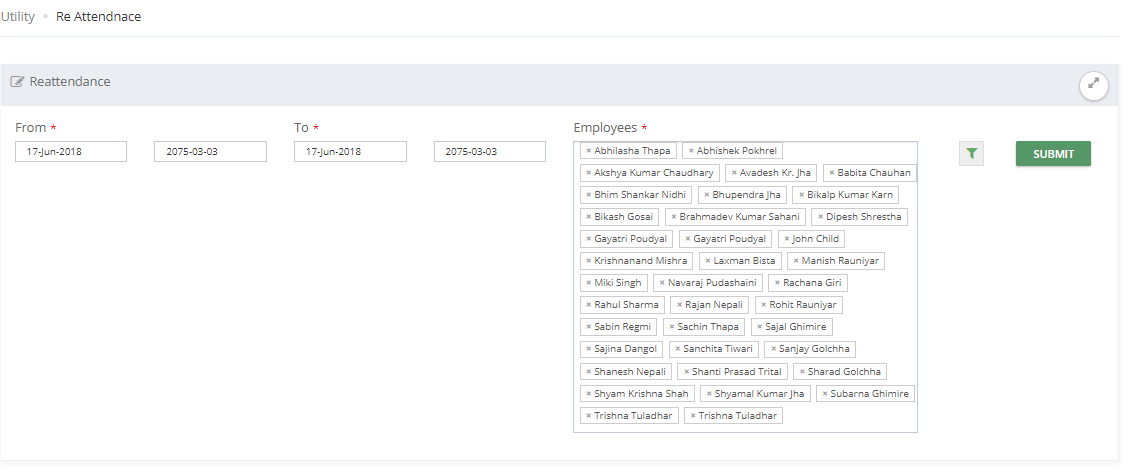 Utility • Re Attendnace
Reattendance
From * To * Employees *
17-Jun-2018 2075-03-03 17-Jun-2018 2075-03-03 SUBMIT
× Abhilasha Thapa × Abhishek Pokhrel
× Akshya Kumar Chaudhary × Avadesh Kr. Jha × Babita Chauhan
× Bhim Shankar Nidhi × Bhupendra Jha × Bikalp Kumar Karn
× Bikash Gosai × Brahmadev Kumar Sahani × Dipesh Shrestha
× Gayatri Poudyal × Gayatri Poudyal × John Child
× Krishnanand Mishra × Laxman Bista × Manish Rauniyar
× Miki Singh × Navaraj Pudashaini × Rachana Giri
× Rahul Sharma × Rajan Nepali × Rohit Rauniyar
× Sabin Regmi × Sachin Thapa × Sajal Ghimire
× Sajina Dangol × Sanchita Tiwari × Sanjay Golchha
× Shanesh Nepali × Shanti Prasad Trital × Sharad Golchha
× Shyam Krishna Shah × Shyamal Kumar Jha × Subarna Ghimire
× Trishna Tuladhar × Trishna Tuladhar